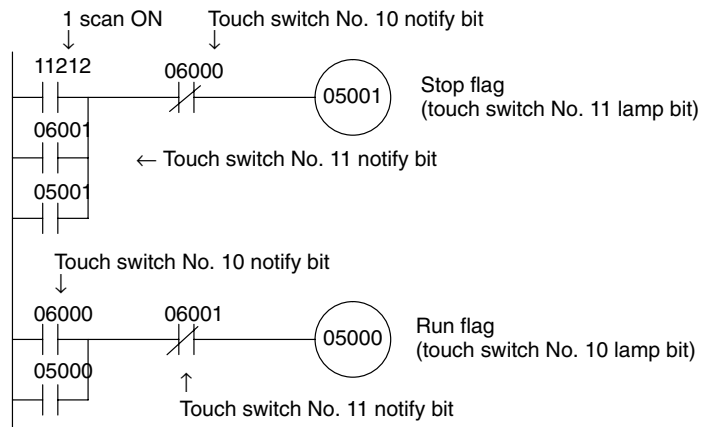 1 scan ON
Touch switch No. 10 notify bit
↓
↓
11212
06000
05001
Stop flag
(touch switch No. 11 lamp bit)
06001
← Touch switch No. 11 notify bit
05001
Touch switch No. 10 notify bit
↓
06000
06001
05000
Run flag
(touch switch No. 10 lamp bit)
05000
↑
Touch switch No. 11 notify bit